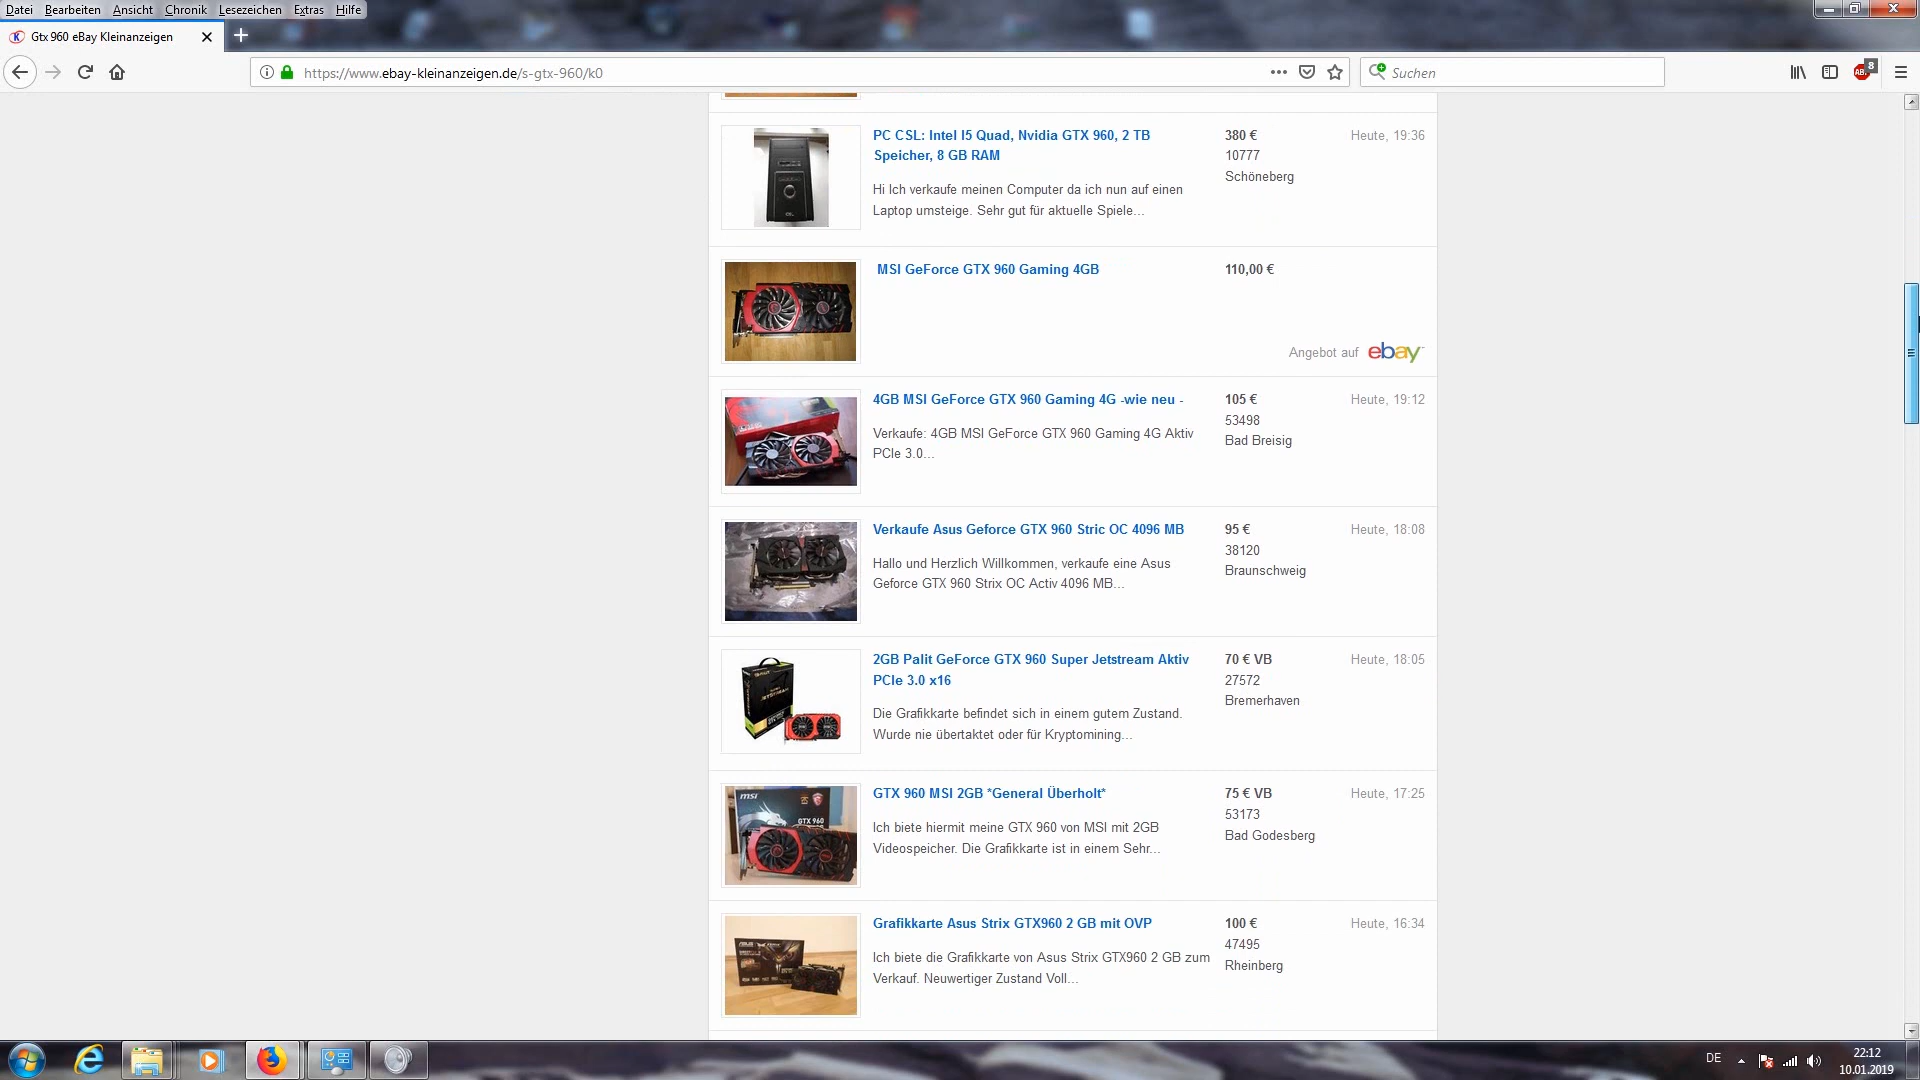 Datei Bearbeiten Ansicht Chronik Lesezeichen Extras Hilfe
Gtx 960 eBay Kleinanzeigen
https://www.ebay-kleinanzeigen.de/s-gtx-960/k0
Suchen
8
PC CSL: Intel I5 Quad, Nvidia GTX 960, 2 TB
Speicher, 8 GB RAM
380 €
10777
Schöneberg
Heute, 19:36
Hi Ich verkaufe meinen Computer da ich nun auf einen
Laptop umsteige. Sehr gut für aktuelle Spiele...
MSI GeForce GTX 960 Gaming 4GB
110,00 €
Angebot auf ebay
4GB MSI GeForce GTX 960 Gaming 4G -wie neu -
105 €
53498
Bad Breisig
Heute, 19:12
Verkaufe: 4GB MSI GeForce GTX 960 Gaming 4G Aktiv
PCIe 3.0...
Verkaufe Asus Geforce GTX 960 Stric OC 4096 MB
95 €
38120
Braunschweig
Heute, 18:08
Hallo und Herzlich Willkommen, verkaufe eine Asus
Geforce GTX 960 Strix OC Activ 4096 MB...
2GB Palit GeForce GTX 960 Super Jetstream Aktiv
PCIe 3.0 x16
70 € VB
27572
Bremerhaven
Heute, 18:05
Die Grafikkarte befindet sich in einem gutem Zustand.
Wurde nie übertaktet oder für Kryptomining...
GTX 960 MSI 2GB *General Überholt*
75 € VB
53173
Bad Godesberg
Heute, 17:25
Ich biete hiermit meine GTX 960 von MSI mit 2GB
Videospeicher. Die Grafikkarte ist in einem Sehr...
msi
GTX 960
Grafikkarte Asus Strix GTX960 2 GB mit OVP
100 €
47495
Rheinberg
Heute, 16:34
Ich biete die Grafikkarte von Asus Strix GTX960 2 GB zum
Verkauf. Neuwertiger Zustand Voll...
DE
22:12
10.01.2019